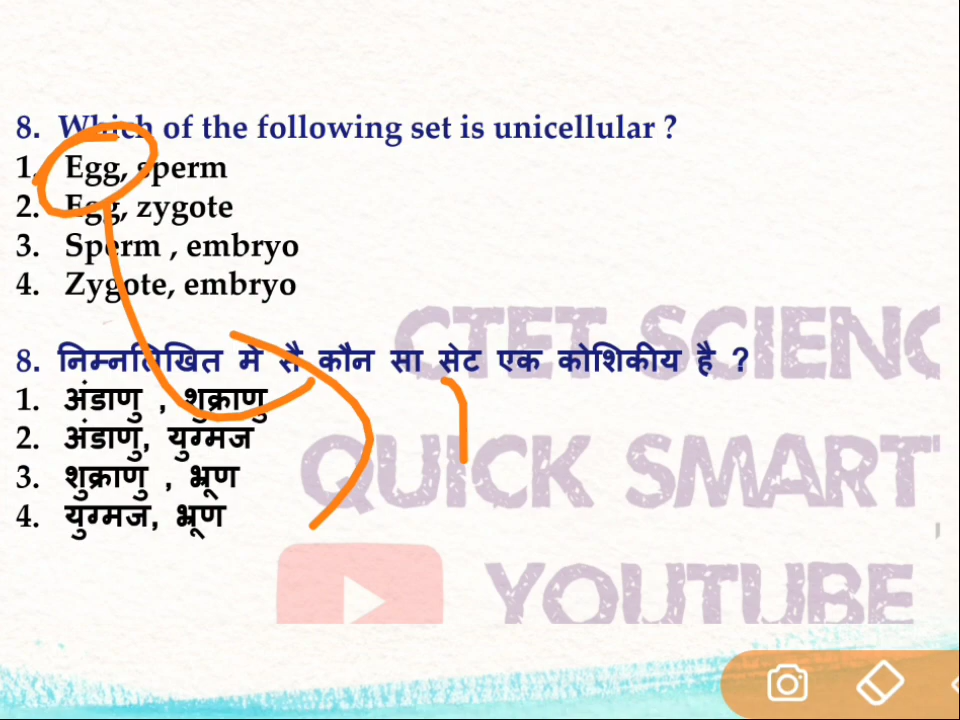 8. Which of the following set is unicellular ?
1. Egg, sperm
2. Egg, zygote
3. Sperm , embryo
4. Zygote, embryo
8. निम्नलिखित मे सै कौन सा सेट एक कोशिकीय है ?
1. अंडाणु , शुक्राणु
2. अंडाणु, युग्मज
3. शुक्राणु , भ्रूण
4. युग्मज, भ्रूण
CTET SCIENC
QUICK SMART
YOUTUBE